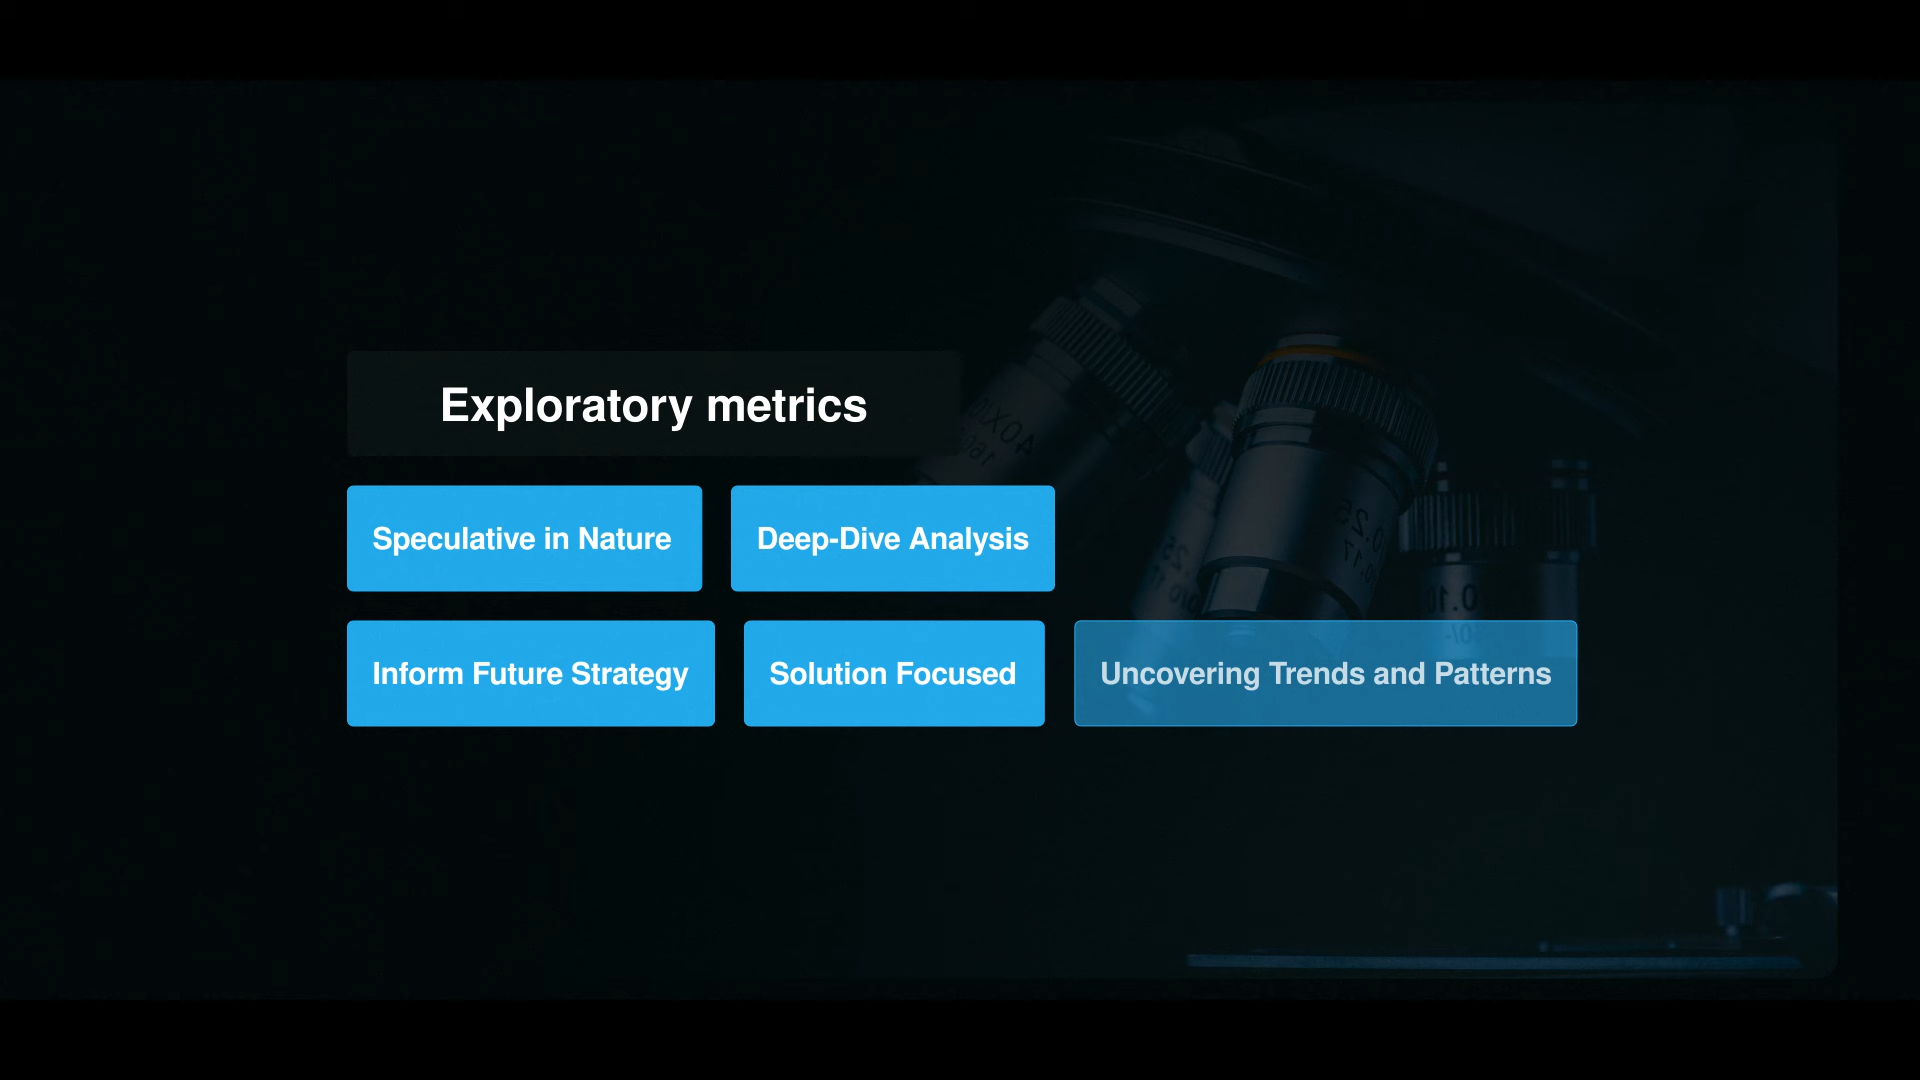 Exploratory metrics
Speculative in Nature
Deep-Dive Analysis
Inform Future Strategy
Solution Focused
Uncovering Trends and Patterns